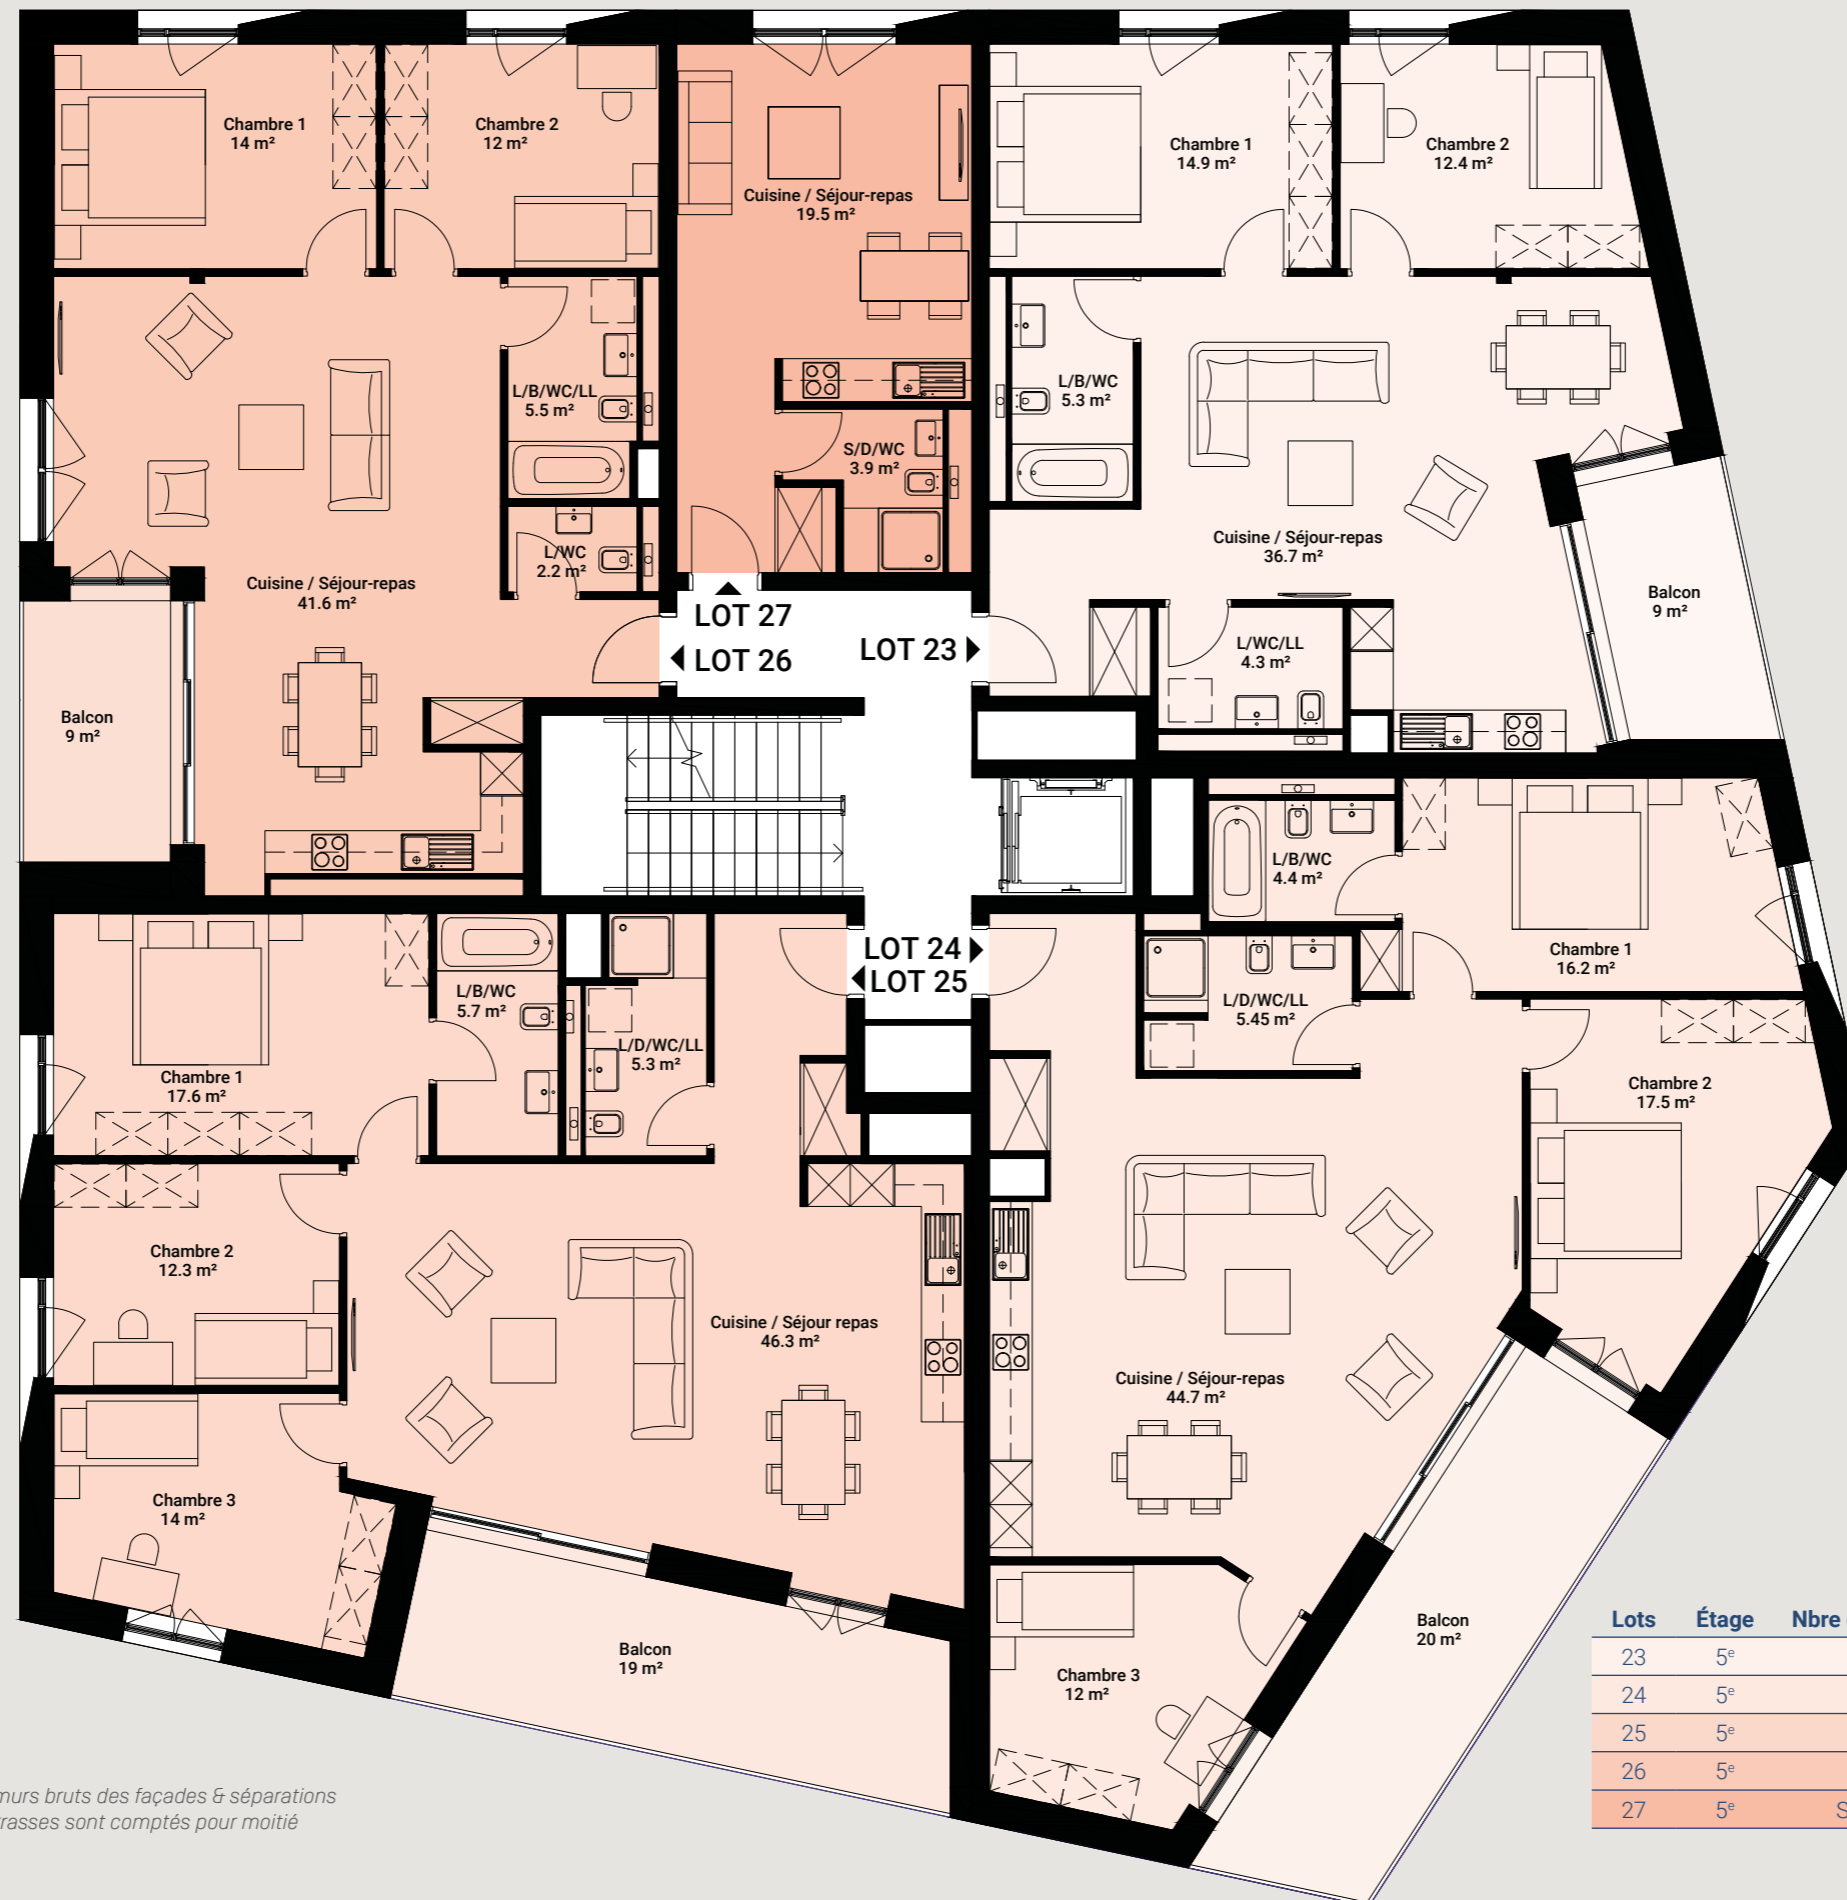 Chambre 1
14 m²
Chambre 2
12 m²
Cuisine / Séjour-repas
19.5 m²
Chambre 1
14.9 m²
Chambre 2
12.4 m²
L/B/WC/LL
5.5 m²
L/B/WC
5.3 m²
S/D/WC
3.9 m²
L/WC
2.2 m²
Cuisine / Séjour-repas
41.6 m²
Cuisine / Séjour-repas
36.7 m²
Balcon
9 m²
LOT 27
LOT 26
LOT 23
L/WC/LL
4.3 m²
Balcon
9 m²
L/B/WC
4.4 m²
Chambre 1
16.2 m²
LOT 24
LOT 25
L/B/WC
5.7 m²
L/D/WC/LL
5.3 m²
L/D/WC/LL
5.45 m²
Chambre 1
17.6 m²
Chambre 2
17.5 m²
Chambre 2
12.3 m²
Cuisine / Séjour repas
46.3 m²
Cuisine / Séjour-repas
44.7 m²
Chambre 3
14 m²
Balcon
19 m²
Chambre 3
12 m²
Balcon
20 m²
Lots Étage Nbre
23 5e
24 5e
25 5e
26 5e
27 5e S
murs bruts des façades & séparations
rasses sont comptés pour moitié